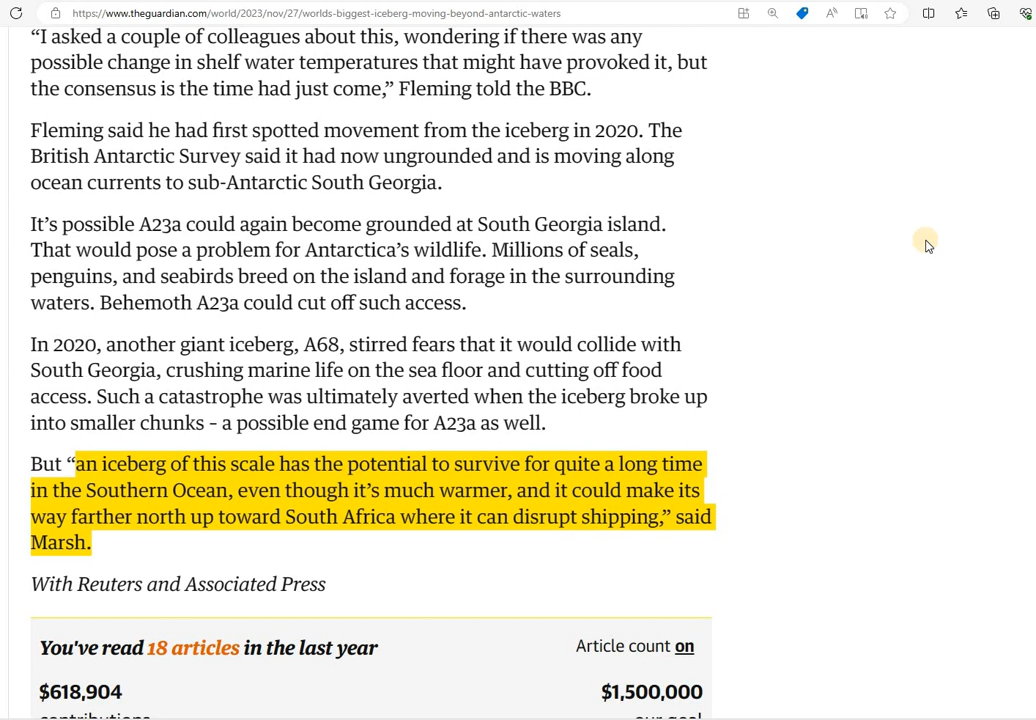 https://www.theguardian.com/world/2023/nov/27/worlds-biggest-iceberg-moving-beyond-antarctic-waters
“I asked a couple of colleagues about this, wondering if there was any
possible change in shelf water temperatures that might have provoked it, but
the consensus is the time had just come,” Fleming told the BBC.
Fleming said he had first spotted movement from the iceberg in 2020. The
British Antarctic Survey said it had now ungrounded and is moving along
ocean currents to sub-Antarctic South Georgia.
It’s possible A23a could again become grounded at South Georgia island.
That would pose a problem for Antarctica’s wildlife. Millions of seals,
penguins, and seabirds breed on the island and forage in the surrounding
waters. Behemoth A23a could cut off such access.
In 2020, another giant iceberg, A68, stirred fears that it would collide with
South Georgia, crushing marine life on the sea floor and cutting off food
access. Such a catastrophe was ultimately averted when the iceberg broke up
into smaller chunks – a possible end game for A23a as well.
But “an iceberg of this scale has the potential to survive for quite a long time
in the Southern Ocean, even though it’s much warmer, and it could make its
way farther north up toward South Africa where it can disrupt shipping,” said
Marsh.
With Reuters and Associated Press
You've read 18 articles in the last year
Article count on
$618,904
$1,500,000
contributions
our goal